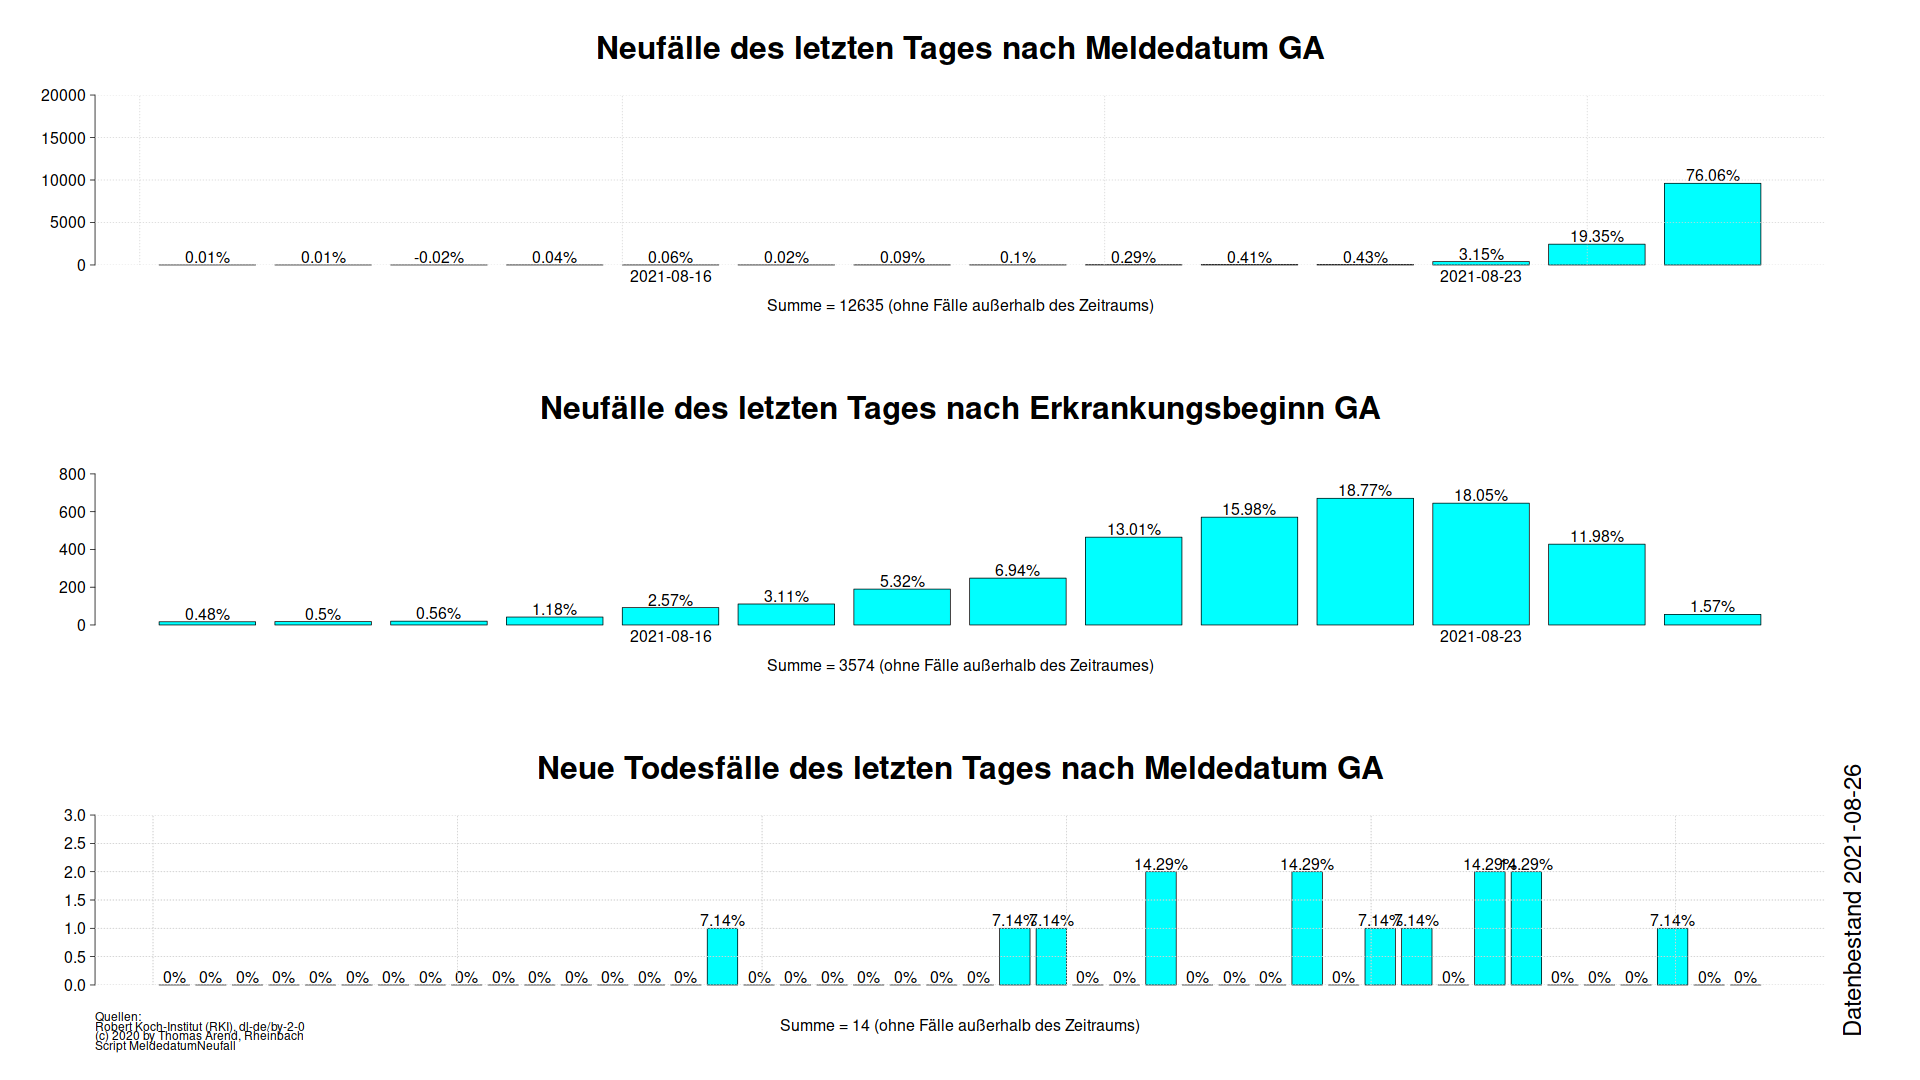 Neufälle des letzten Tages nach Meldedatum GA
20000
15000
10000
5000
0
0.01% 0.01% -0.02% 0.04% 0.06% 0.02% 0.09% 0.1% 0.29% 0.41% 0.43% 3.15% 19.35% 76.06%
2021-08-16 2021-08-23
Summe = 12635 (ohne Fälle außerhalb des Zeitraums)
Neufälle des letzten Tages nach Erkrankungsbeginn GA
800
600
400
200
0
0.48% 0.5% 0.56% 1.18% 2.57% 3.11% 5.32% 6.94% 13.01% 15.98% 18.77% 18.05% 11.98% 1.57%
2021-08-16 2021-08-23
Summe = 3574 (ohne Fälle außerhalb des Zeitraumes)
Neue Todesfälle des letzten Tages nach Meldedatum GA
3.0
2.5
2.0
1.5
1.0
0.5
0.0
0% 0% 0% 0% 0% 0% 0% 0% 0% 0% 0% 0% 0% 0% 0% 7.14% 0% 0% 0% 0% 0% 0% 0% 7.14% 7.14% 0% 0% 14.29% 0% 0% 0% 14.29% 0% 7.14% 7.14% 0% 14.29% 14.29% 0% 0% 0% 7.14% 0% 0%
Summe = 14 (ohne Fälle außerhalb des Zeitraums)
Quellen:
Robert Koch-Institut (RKI), dl-de/by-2-0
(c) 2020 by Thomas Arend, Rheinbach
Script MeldedatumNeufall
Datenbestand 2021-08-26